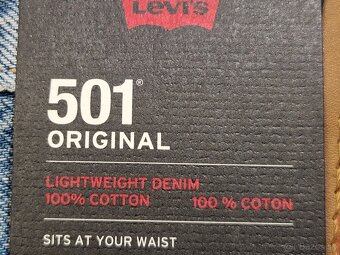 Levi's
501®
ORIGINAL
LIGHTWEIGHT DENIM
100% COTTON 100 % COTON
SITS AT YOUR WAIST